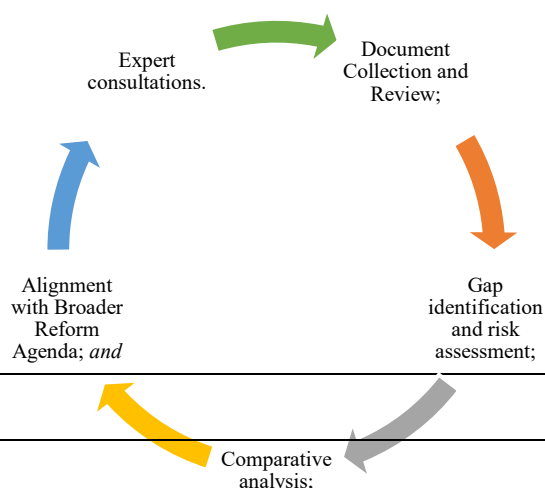 Expert
consultations.
Document
Collection and
Review;
Gap
identification
and risk
assessment;
Comparative
analysis;
Alignment
with Broader
Reform
Agenda; and